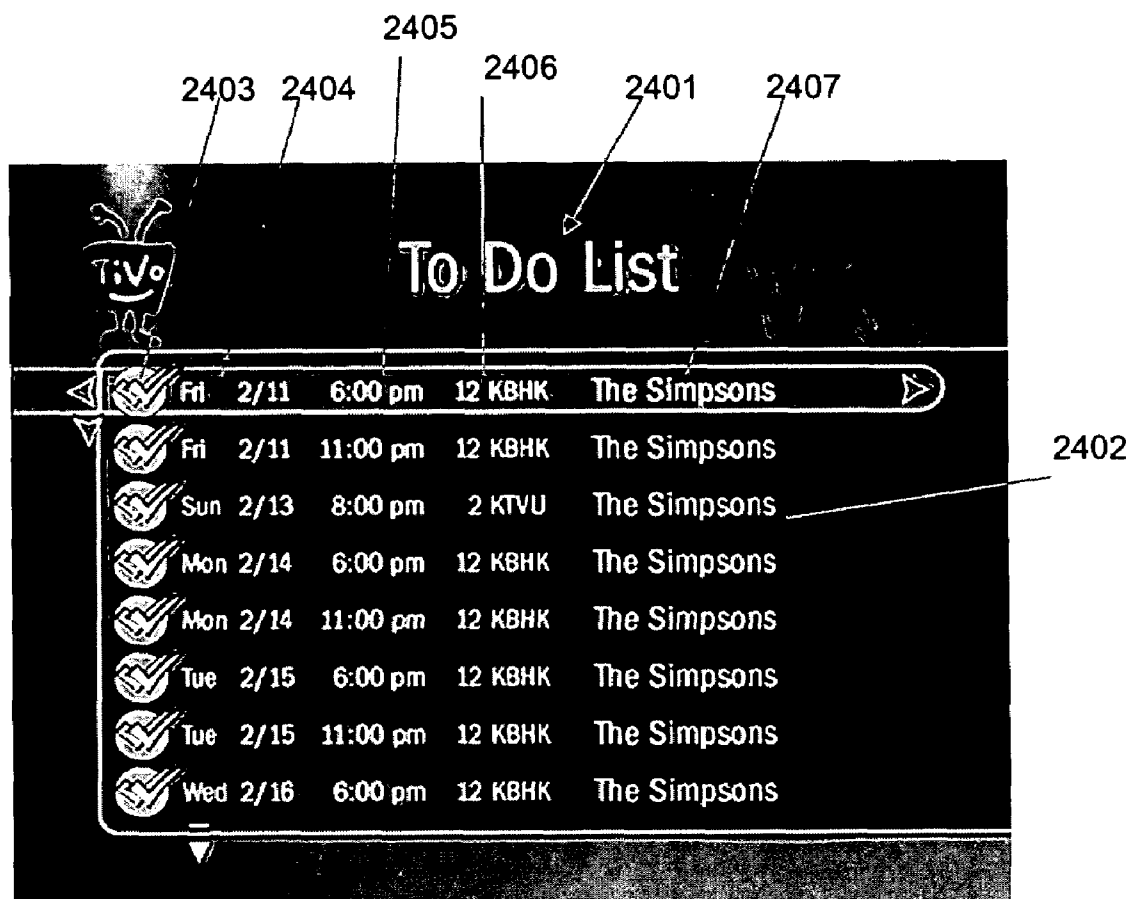 2405
2406
2403 2404 2401 2407
TiVo
To Do List
Fri 2/11 6:00 pm 12 KBHK The Simpsons
Fri 2/11 11:00 pm 12 KBHK The Simpsons
2402
Sun 2/13 8:00 pm 2 KTVU The Simpsons
Mon 2/14 6:00 pm 12 KBHK The Simpsons
Mon 2/14 11:00 pm 12 KBHK The Simpsons
Tue 2/15 6:00 pm 12 KBHK The Simpsons
Tue 2/15 11:00 pm 12 KBHK The Simpsons
Wed 2/16 6:00 pm 12 KBHK The Simpsons